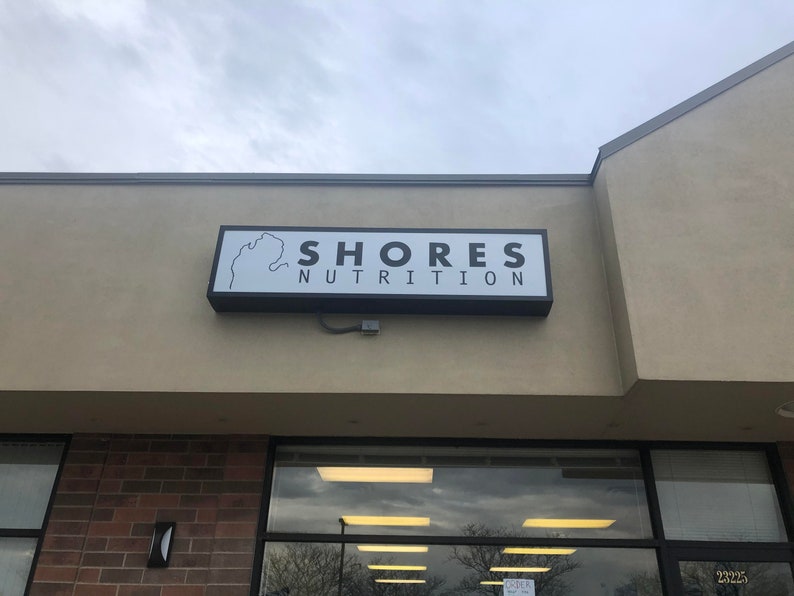 SHORES
NUTRITION
ORDER
23225